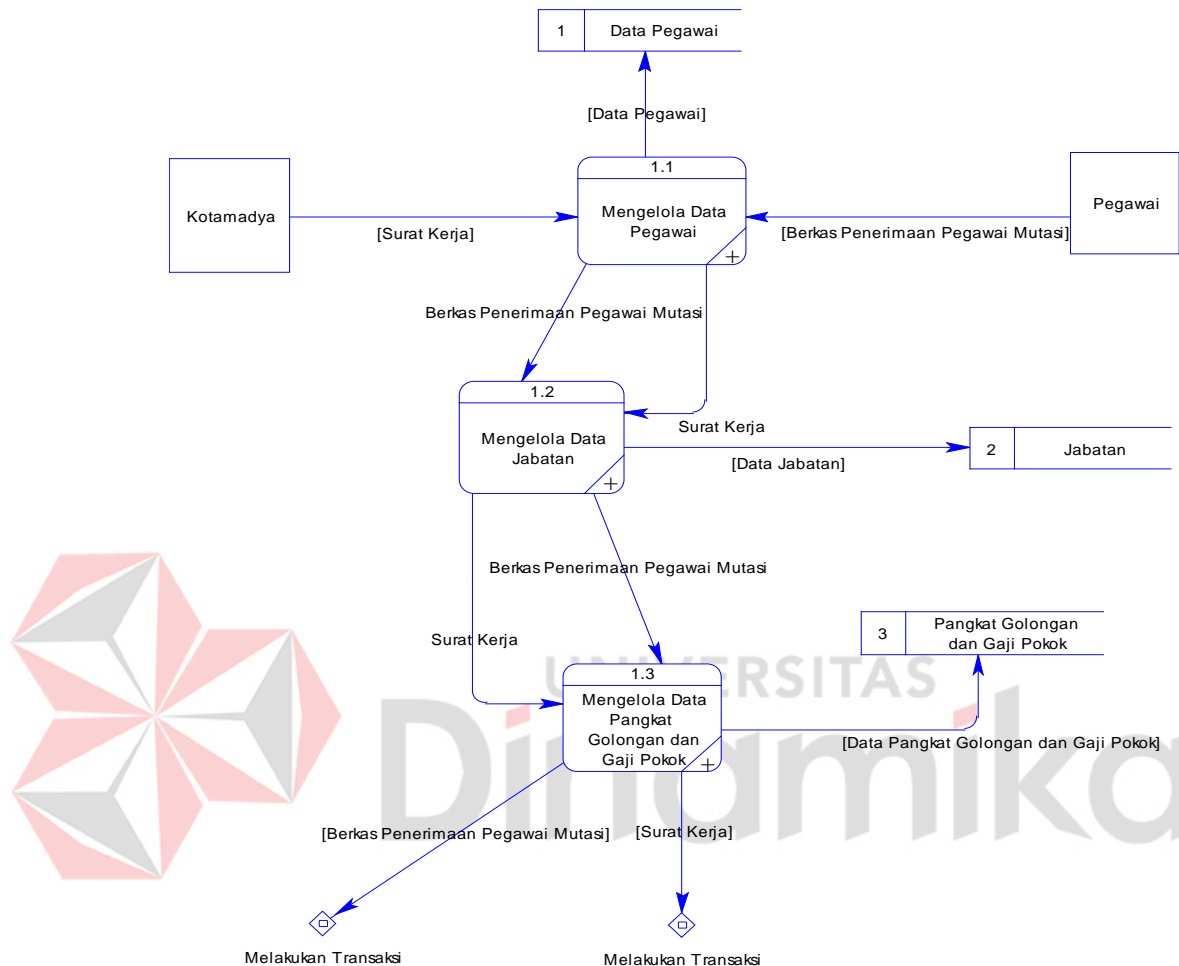 1
Data Pegawai
[Data Pegawai]
1.1
Mengelola Data
Pegawai
Kotamadya
[Surat Kerja]
Pegawai
[Berkas Penerimaan Pegawai Mutasi]
Berkas Penerimaan Pegawai Mutasi
Surat Kerja
1.2
Mengelola Data
Jabatan
[Data Jabatan]
2
Jabatan
Berkas Penerimaan Pegawai Mutasi
Surat Kerja
3
Pangkat Golongan
dan Gaji Pokok
UNIVERSITAS
Dinamika
1.3
Mengelola Data
Pangkat
Golongan dan
Gaji Pokok
[Data Pangkat Golongan dan Gaji Pokok]
[Berkas Penerimaan Pegawai Mutasi]
[Surat Kerja]
Melakukan Transaksi
Melakukan Transaksi